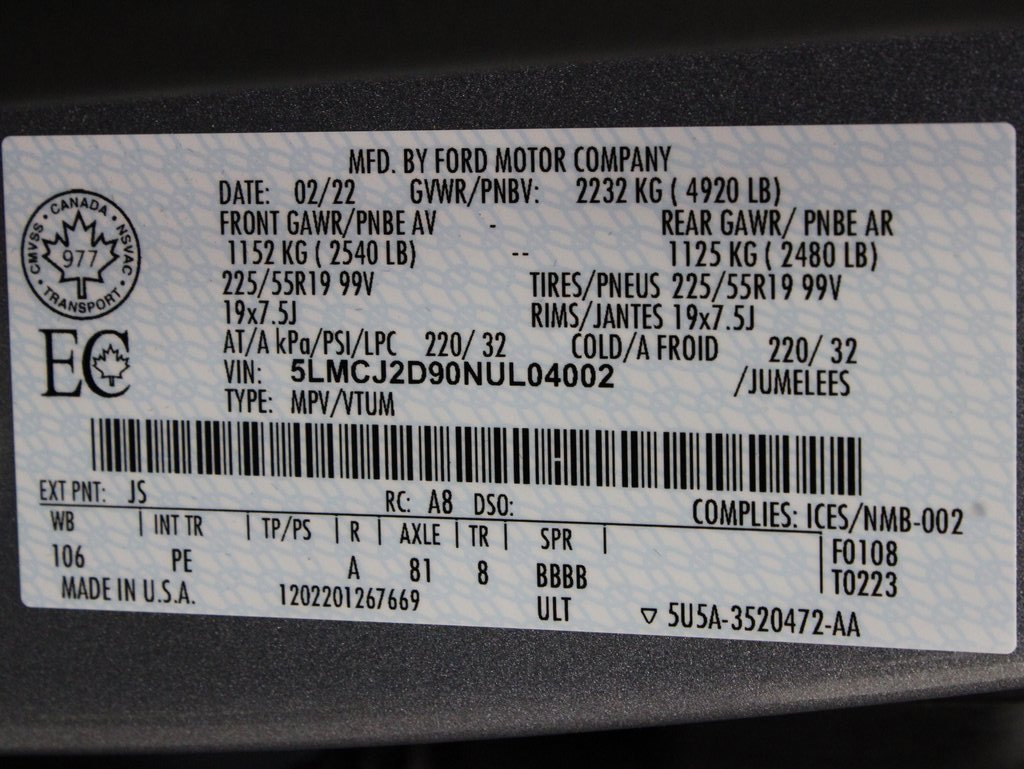 MFD. BY FORD MOTOR COMPANY
DATE: 02/22 GVWR/PNBV: 2232 KG ( 4920 LB)
FRONT GAWR/PNBE AV - REAR GAWR/ PNBE AR
1152 KG ( 2540 LB) -- 1125 KG ( 2480 LB)
225/55R19 99V TIRES/PNEUS 225/55R19 99V
19x7.5J RIMS/JANTES 19x7.5J
AT/A kPa/PSI/LPC 220/ 32 COLD/A FROID 220/ 32
VIN: 5LMCJ2D90NUL04002 /JUMELEES
TYPE: MPV/VTUM
CANADA • NSVAC • TRANSPORT • CMVSS •
977
EC
EXT PNT: JS RC: A8 DSO: COMPLIES: ICES/NMB-002
WB | INT TR | TP/PS | R | AXLE | TR | SPR | F0108
106 PE A 81 8 BBBB T0223
MADE IN U.S.A. 1202201267669 ULT ▽ 5U5A-3520472-AA